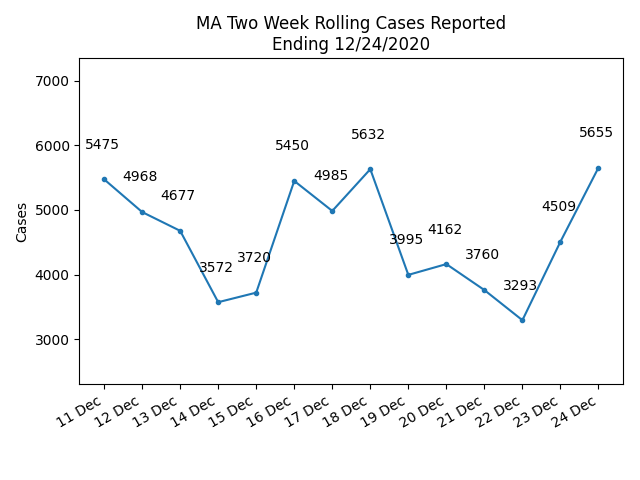 MA Two Week Rolling Cases Reported
Ending 12/24/2020
7000
6000
5000
4000
3000
Cases
5475
4968
4677
3572
3720
5450
4985
5632
3995
4162
3760
3293
4509
5655
11 Dec
12 Dec
13 Dec
14 Dec
15 Dec
16 Dec
17 Dec
18 Dec
19 Dec
20 Dec
21 Dec
22 Dec
23 Dec
24 Dec